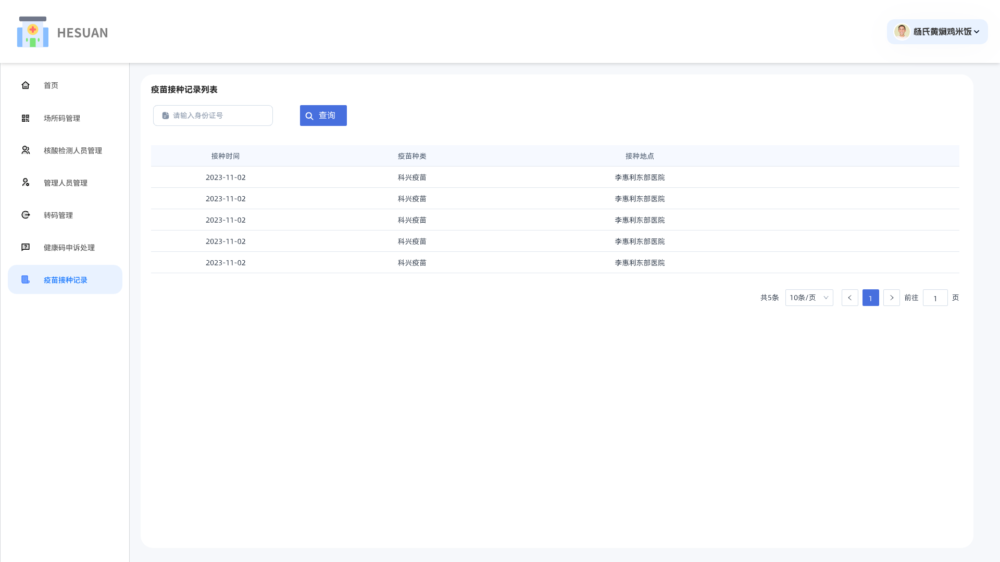 HESUAN
杨氏黄焖鸡米饭
首页
场所码管理
核酸检测人员管理
管理人员管理
转码管理
健康码申诉处理
疫苗接种记录
疫苗接种记录列表
请输入身份证号
查询
接种时间 疫苗种类 接种地点
2023-11-02 科兴疫苗 李惠利东部医院
2023-11-02 科兴疫苗 李惠利东部医院
2023-11-02 科兴疫苗 李惠利东部医院
2023-11-02 科兴疫苗 李惠利东部医院
2023-11-02 科兴疫苗 李惠利东部医院
共5条 10条/页 1 前往 1 页